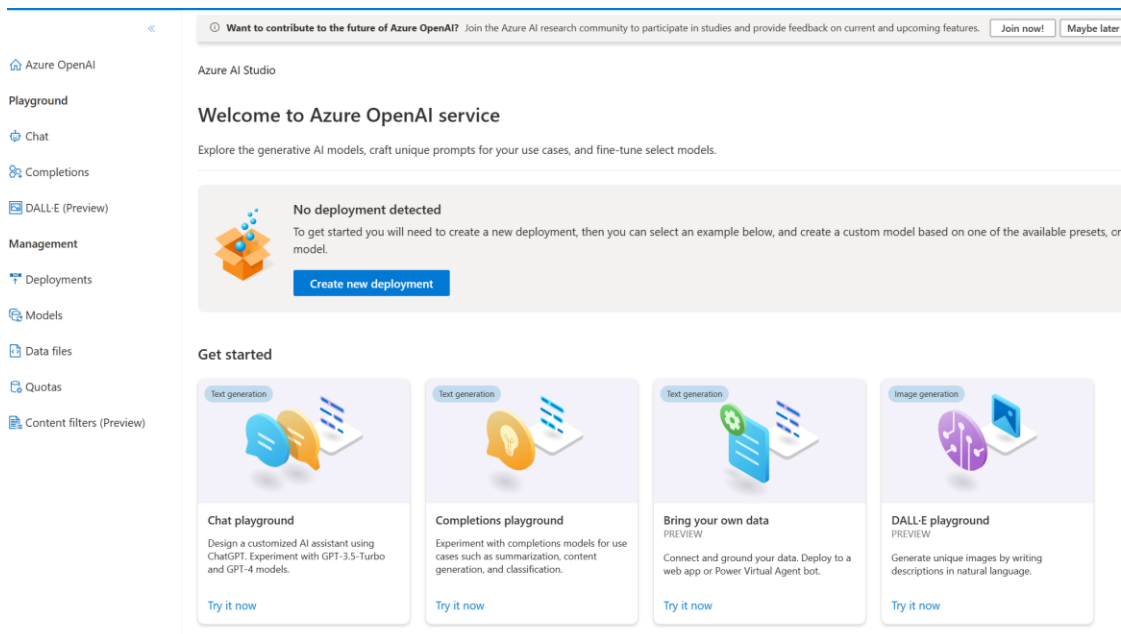 «
Want to contribute to the future of Azure OpenAI? Join the Azure AI research community to participate in studies and provide feedback on current and upcoming features. Join now! Maybe later
Azure OpenAI
Playground
Chat
Completions
DALL·E (Preview)
Management
Deployments
Models
Data files
Quotas
Content filters (Preview)
Azure AI Studio
Welcome to Azure OpenAI service
Explore the generative AI models, craft unique prompts for your use cases, and fine-tune select models.
No deployment detected
To get started you will need to create a new deployment, then you can select an example below, and create a custom model based on one of the available presets, or
model.
Create new deployment
Get started
Text generation
Chat playground
Design a customized AI assistant using
ChatGPT. Experiment with GPT-3.5-Turbo
and GPT-4 models.
Try it now
Text generation
Completions playground
Experiment with completions models for use
cases such as summarization, content
generation, and classification.
Try it now
Text generation
Bring your own data
PREVIEW
Connect and ground your data. Deploy to a
web app or Power Virtual Agent bot.
Try it now
Image generation
DALL·E playground
PREVIEW
Generate unique images by writing
descriptions in natural language.
Try it now